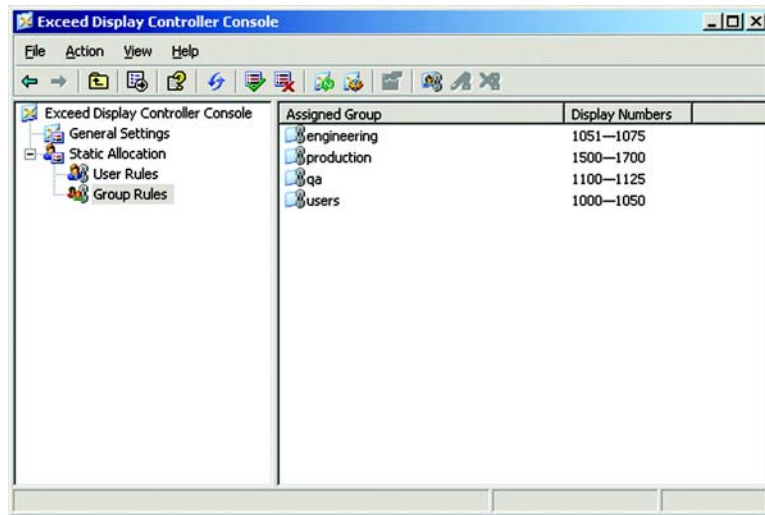 Exceed Display Controller Console
File Action View Help
Exceed Display Controller Console
General Settings
Static Allocation
User Rules
Group Rules
Assigned Group Display Numbers
engineering 1051—1075
production 1500—1700
qa 1100—1125
users 1000—1050